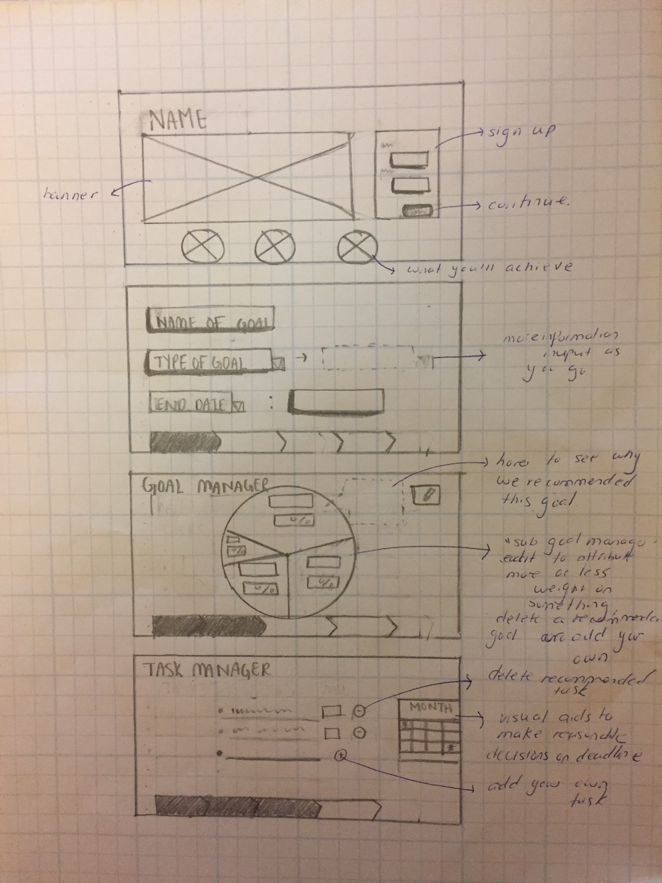 NAME
sign up
banner
continue.
what you'll achieve
NAME OF GOAL
TYPE OF GOAL
more information
input as
you go
END DATE :
hover to see why
we recommended
this goal
GOAL MANAGER
%
%
%
%
*sub goal manage
edit to attribute
more or less
weight on
something
delete a recommended
goal and add your
own
TASK MANAGER
delete recommended
task
MONTH
visual aids to
make reasonable
decisions on deadline
add your own
task